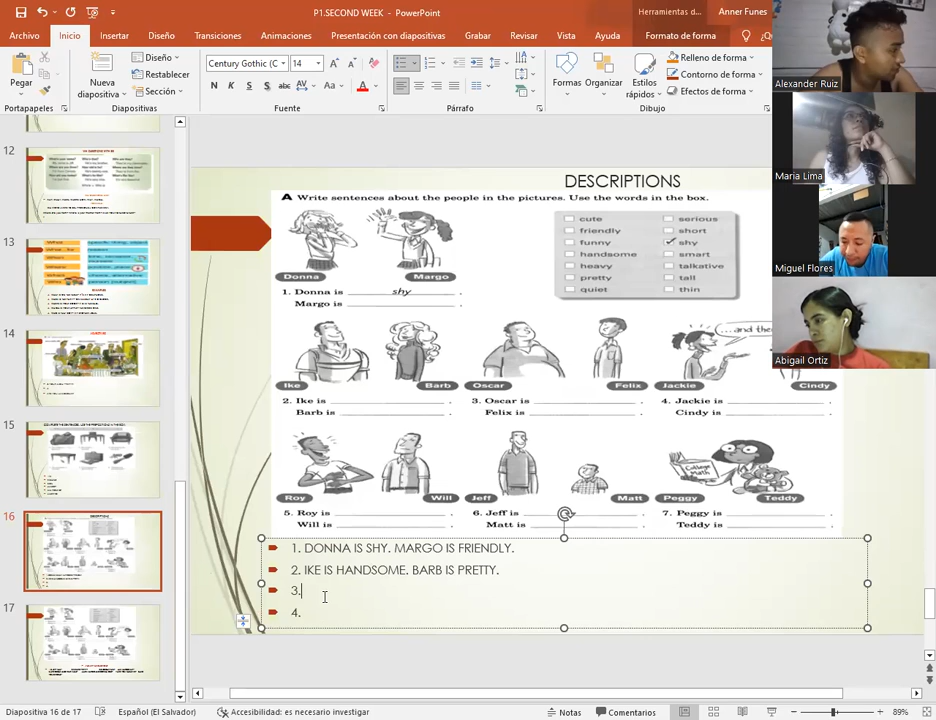 P1.SECOND WEEK - PowerPoint
Herramientas d...
Anner Funes
Archivo Inicio Insertar Diseño Transiciones Animaciones Presentación con diapositivas Grabar Revisar Vista Ayuda Formato de forma
Pegar
Nueva diapositiva
Diseño
Restablecer
Sección
Century Gothic (C
14
N K S abc AV Aa A
Formas
Organizar
Estilos rápidos
Relleno de forma
Contorno de forma
Efectos de forma
Portapapeles Diapositivas Fuente Párrafo Dibujo
Alexander Ruiz
Maria Lima
Miguel Flores
Abigail Ortiz
12
13
14
15
16
17
DESCRIPTIONS
A Write sentences about the people in the pictures. Use the words in the box.
cute serious
friendly short
funny shy
handsome smart
heavy talkative
pretty tall
quiet thin
Donna Margo
1. Donna is shy .
Margo is .
...and the
Ike Barb Oscar Felix Jackie Cindy
2. Ike is . 3. Oscar is . 4. Jackie is .
Barb is . Felix is . Cindy is .
College Math
Roy Will Jeff Matt Peggy Teddy
5. Roy is . 6. Jeff is . 7. Peggy is .
Will is . Matt is . Teddy is .
1. DONNA IS SHY. MARGO IS FRIENDLY.
2. IKE IS HANDSOME. BARB IS PRETTY.
3.
4.
Diapositiva 16 de 17 Español (El Salvador) Accesibilidad: es necesario investigar Notas Comentarios 89%